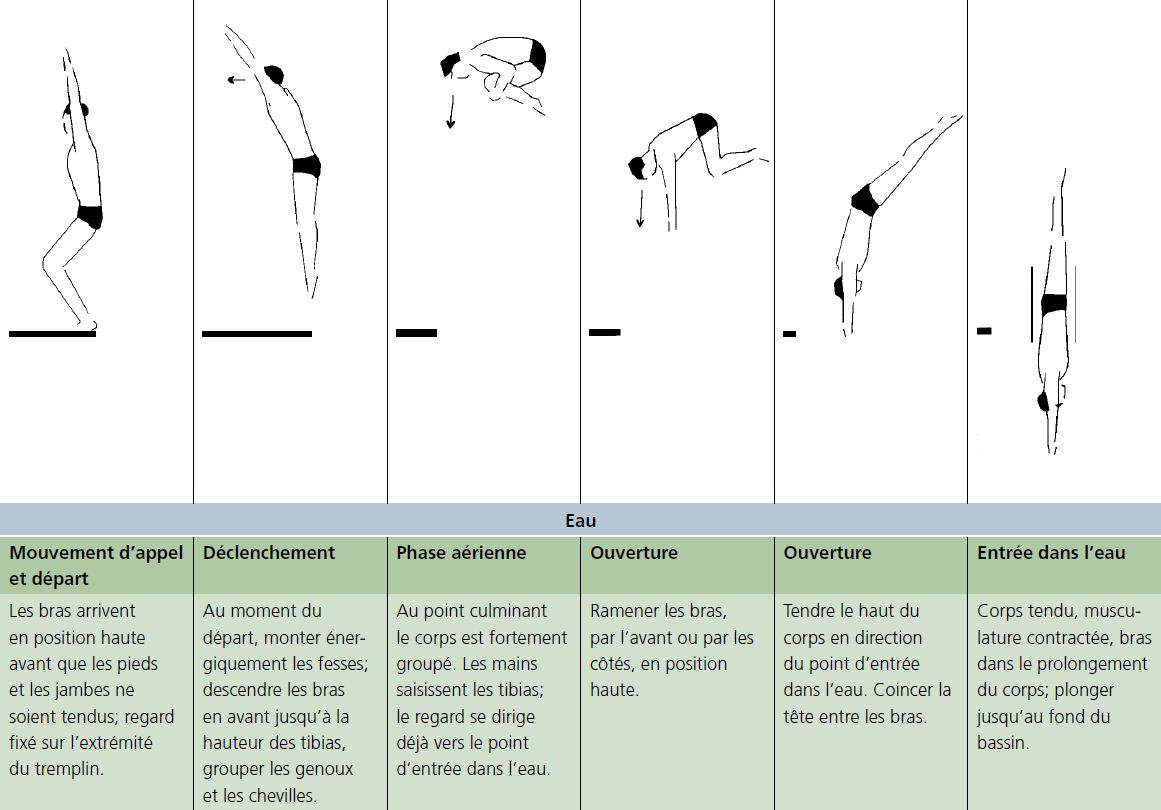 Eau
Mouvement d’appel
et départ
Déclenchement
Phase aérienne
Ouverture
Ouverture
Entrée dans l’eau
Les bras arrivent
en position haute
avant que les pieds
et les jambes ne
soient tendus; regard
fixé sur l’extrémité
du tremplin.
Au moment du
départ, monter éner-
giquement les fesses;
descendre les bras
en avant jusqu’à la
hauteur des tibias,
grouper les genoux
et les chevilles.
Au point culminant
le corps est fortement
groupé. Les mains
saisissent les tibias;
le regard se dirige
déjà vers le point
d’entrée dans l’eau.
Ramener les bras,
par l’avant ou par les
côtés, en position
haute.
Tendre le haut du
corps en direction
du point d’entrée
dans l’eau. Coincer la
tête entre les bras.
Corps tendu, muscu-
lature contractée, bras
dans le prolongement
du corps; plonger
jusqu’au fond du
bassin.